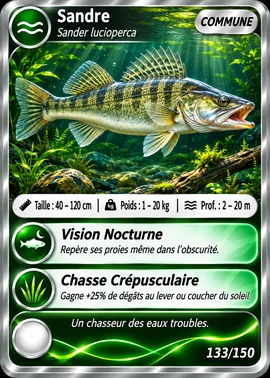 Sandre
Sander lucioperca
COMMUNE
Taille : 40 – 120 cm | Poids : 1 – 20 kg | Prof. : 2 – 20 m
Vision Nocturne
Repère ses proies même dans l'obscurité.
Chasse Crépusculaire
Gagne +25% de dégâts au lever ou coucher du soleil.
Un chasseur des eaux troubles.
133/150